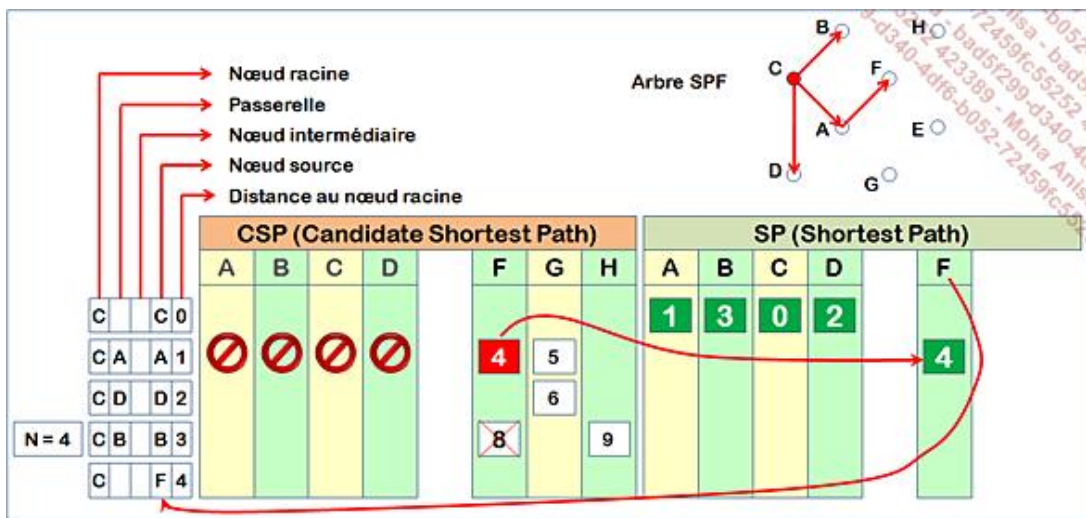 Nœud racine
Passerelle
Nœud intermédiaire
Nœud source
Distance au nœud racine
Arbre SPF
B
H
C
F
A
E
D
G
CSP (Candidate Shortest Path)
SP (Shortest Path)
A B C D F G H A B C D F
C C 0
1 3 0 2
C A A 1
4 5 4
C D D 2
6
N = 4
C B B 3
8 9
C F 4